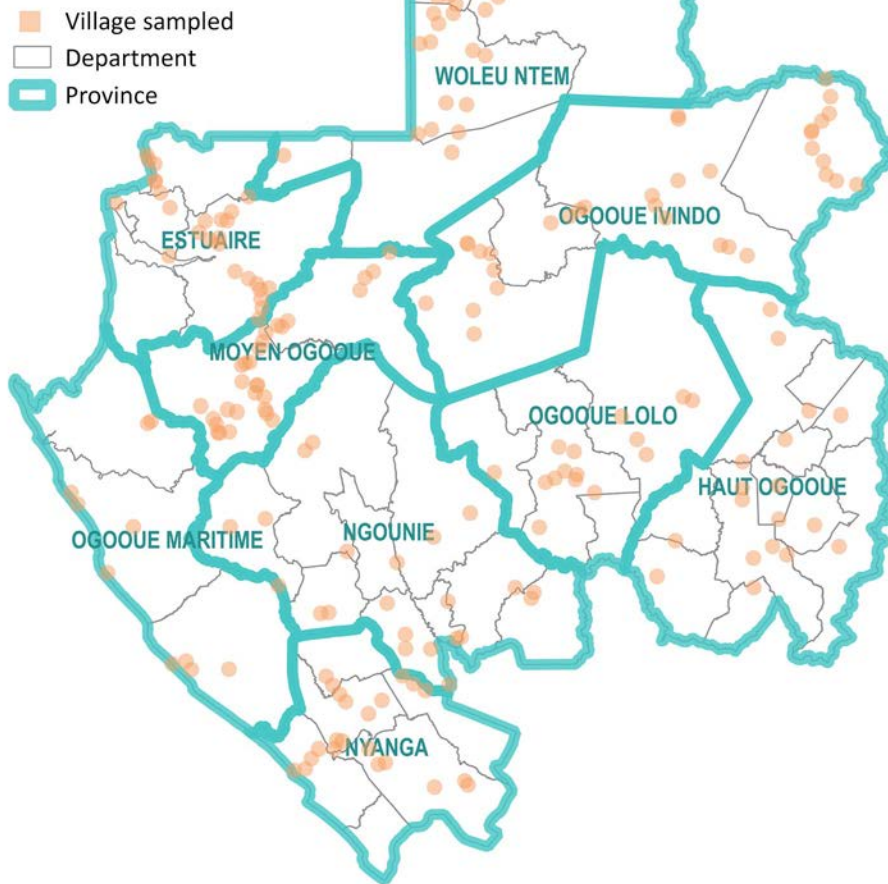 Village sampled
Department
Province
WOLEU NTEM
OGOOUE IVINDO
ESTUAIRE
MOYEN OGOOUE
OGOOUE LOLO
HAUT OGOOUE
OGOOUE MARITIME
NGOUNIE
NYANGA